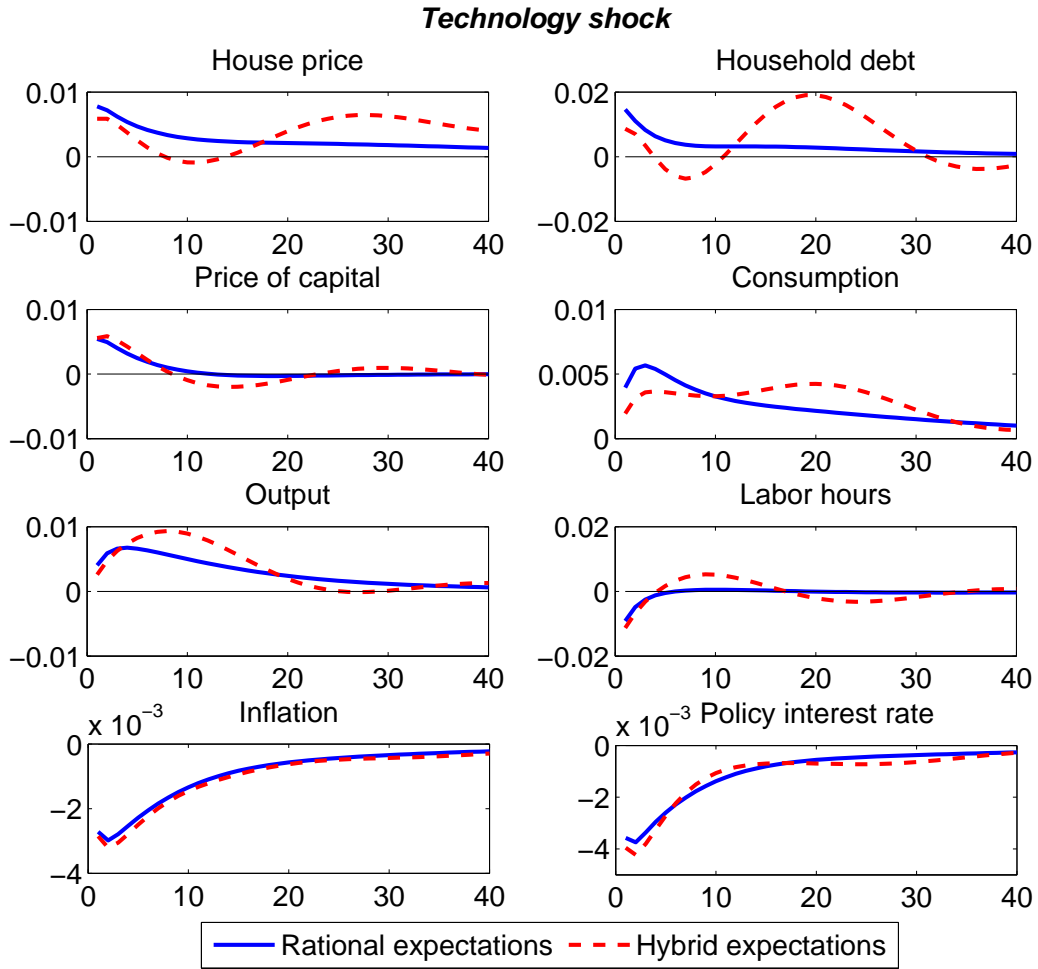 Technology shock
House price
Household debt
0.01
0
−0.01
0 10 20 30 40
0.02
0
−0.02
0 10 20 30 40
Price of capital
Consumption
0.01
0
−0.01
0 10 20 30 40
0.01
0.005
0
0 10 20 30 40
Output
Labor hours
0.01
0
−0.01
0 10 20 30 40
0.02
0
−0.02
0 10 20 30 40
Inflation
Policy interest rate
x 10⁻³
0
−2
−4
0 10 20 30 40
x 10⁻³
0
−2
−4
0 10 20 30 40
Rational expectations Hybrid expectations